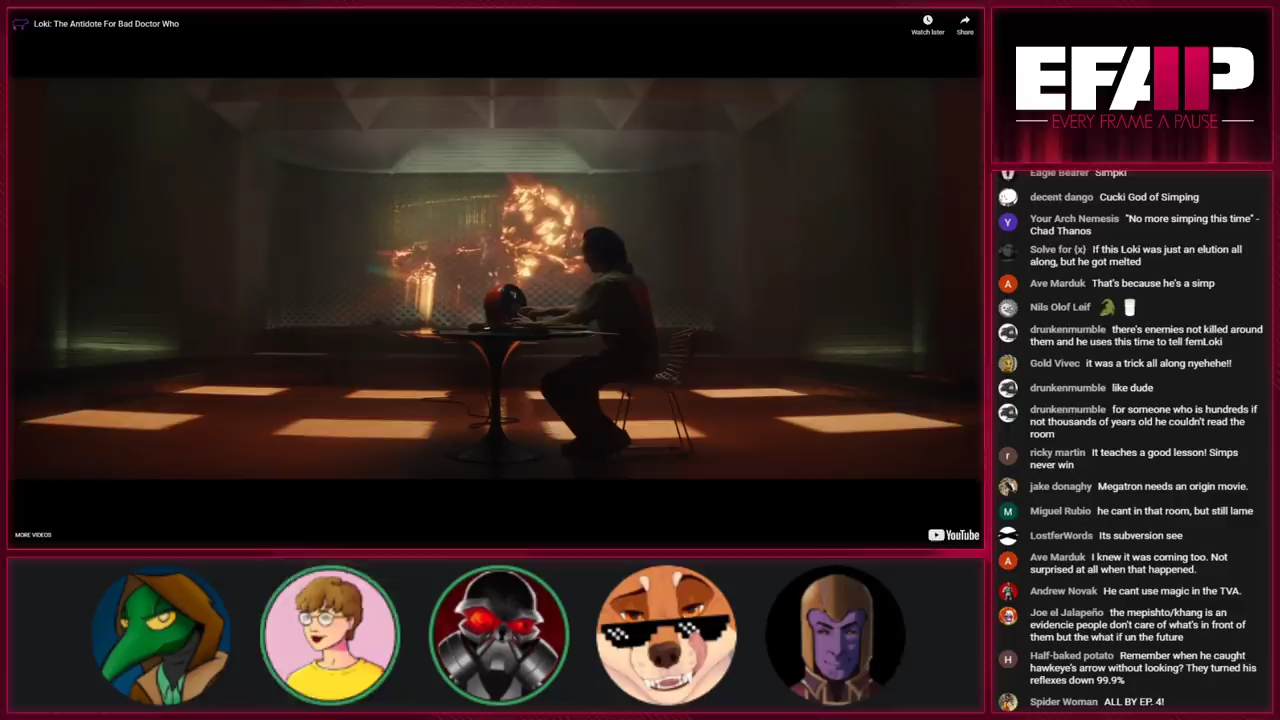 Loki: The Antidote For Bad Doctor Who
Watch later
Share
MORE VIDEOS
YouTube
EFAP
EVERY FRAME A PAUSE
Eagle Bearer Simpki
decent dango Cucki God of Simping
Your Arch Nemesis "No more simping this time" -
Chad Thanos
Solve for {x} If this Loki was just an elution all
along, but he got melted
Ave Marduk That's because he's a simp
Nils Olof Leif
drunkenmumble there's enemies not killed around
them and he uses this time to tell femLoki
Gold Vivec it was a trick all along nyehehe!!
drunkenmumble like dude
drunkenmumble for someone who is hundreds if
not thousands of years old he couldn't read the
room
ricky martin It teaches a good lesson! Simps
never win
jake donaghy Megatron needs an origin movie.
Miguel Rubio he cant in that room, but still lame
LostferWords Its subversion see
Ave Marduk I knew it was coming too. Not
surprised at all when that happened.
Andrew Novak He cant use magic in the TVA.
Joe el Jalapeño the mepishto/khang is an
evidencie people don't care of what's in front of
them but the what if un the future
Half-baked potato Remember when he caught
hawkeye's arrow without looking? They turned his
reflexes down 99.9%
Spider Woman ALL BY EP. 4!